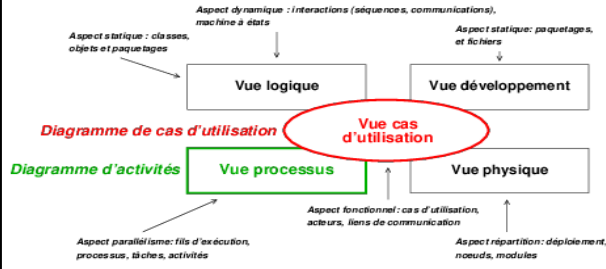 Aspect dynamique : interactions (séquences, communications),
machine à états
Aspect statique : classes,
objets et paquetages
Aspect statique: paquetages,
et fichiers
Vue logique
Vue développement
Diagramme de cas d'utilisation
Vue cas
d'utilisation
Diagramme d'activités
Vue processus
Vue physique
Aspect fonctionnel : cas d'utilisation,
acteurs, liens de communication
Aspect parallélisme: fils d'exécution,
processus, tâches, activités
Aspect répartition: déploiement,
noeuds, modules